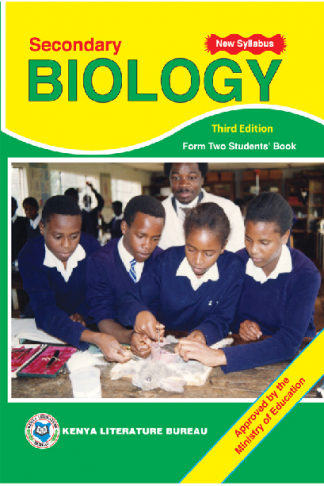 Secondary
New Syllabus
BIOLOGY
Third Edition
Form Two Students' Book
KENYA LITERATURE BUREAU
Approved by the
Ministry of Education